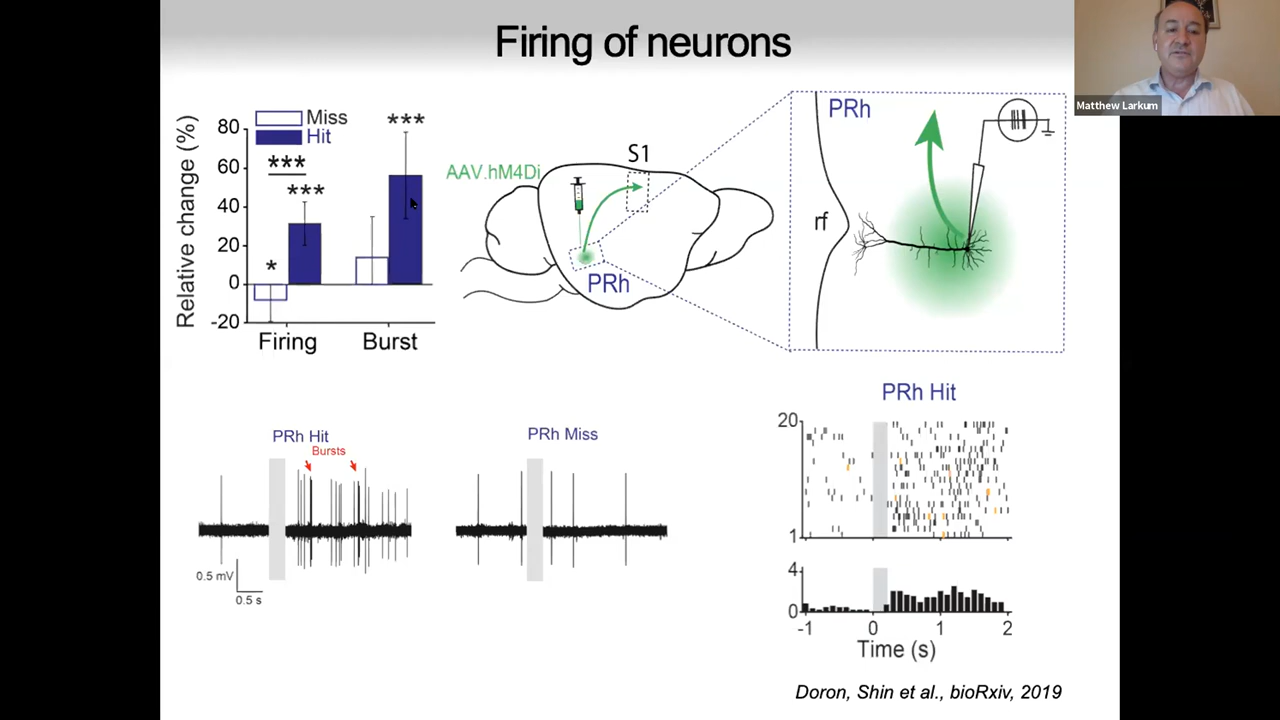 Firing of neurons
Matthew Larkum
Relative change (%)
80
60
40
20
0
-20
Miss
Hit
***
***
***
*
Firing
Burst
AAV.hM4Di
S1
PRh
PRh
rf
PRh Hit
Bursts
0.5 mV
0.5 s
PRh Miss
PRh Hit
20
1
4
0
-1
0
1
2
Time (s)
Doron, Shin et al., bioRxiv, 2019